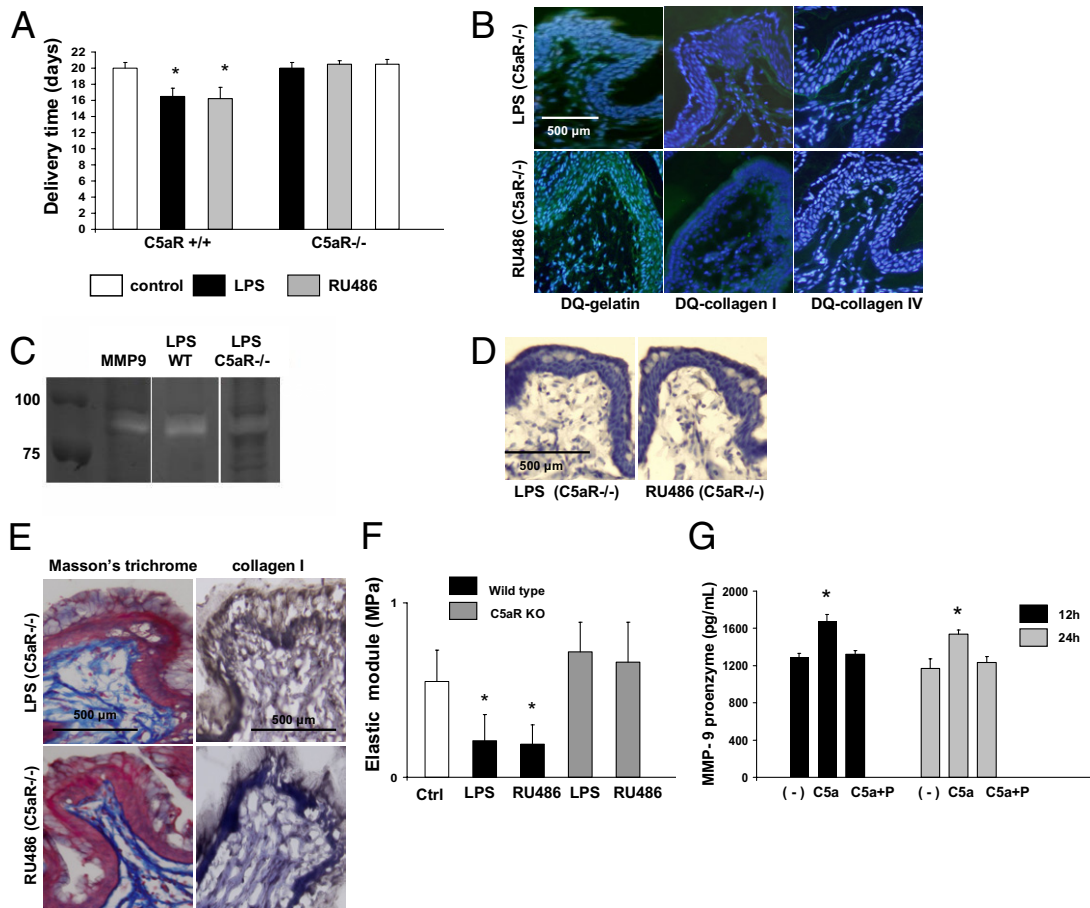 A
Delivery time (days)
22
20
18
16
14
12
10
8
6
4
2
0
* *
C5aR +/+ C5aR-/-
control LPS RU486
B
LPS (C5aR-/-)
500 µm
RU486 (C5aR-/-)
DQ-gelatin DQ-collagen I DQ-collagen IV
C
MMP9 LPS WT LPS C5aR-/-
100
75
D
500 µm
LPS (C5aR-/-) RU486 (C5aR-/-)
E
Masson's trichrome collagen I
LPS (C5aR-/-)
500 µm 500 µm
RU486 (C5aR-/-)
F
Elastic module (MPa)
1
0
Wild type
C5aR KO
* *
Ctrl LPS RU486 LPS RU486
G
MMP- 9 proenzyme (pg/mL)
2000
1600
1200
800
400
0
* *
12h
24h
( - ) C5a C5a+P ( - ) C5a C5a+P